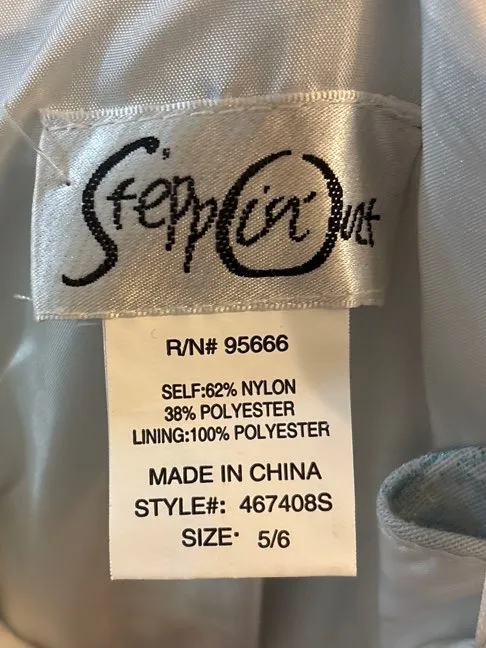 Steppin' Out
R/N# 95666
SELF:62% NYLON
38% POLYESTER
LINING:100% POLYESTER
MADE IN CHINA
STYLE#: 467408S
SIZE: 5/6